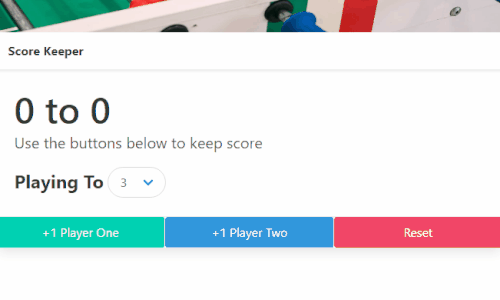 Score Keeper
0 to 0
Use the buttons below to keep score
Playing To 3
+1 Player One +1 Player Two Reset